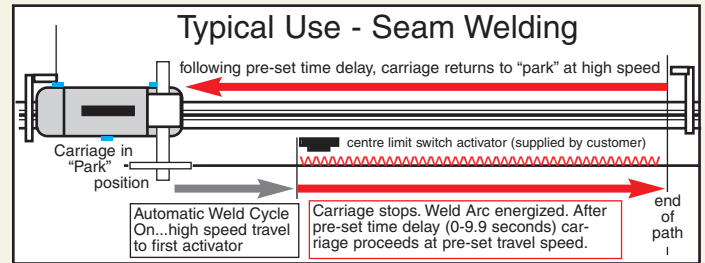 Typical Use - Seam Welding
following pre-set time delay, carriage returns to “park” at high speed
Carriage in
“Park”
position
centre limit switch activator (supplied by customer)
Automatic Weld Cycle
On...high speed travel
to first activator
Carriage stops. Weld Arc energized. After
pre-set time delay (0-9.9 seconds) car-
riage proceeds at pre-set travel speed.
end
of
path